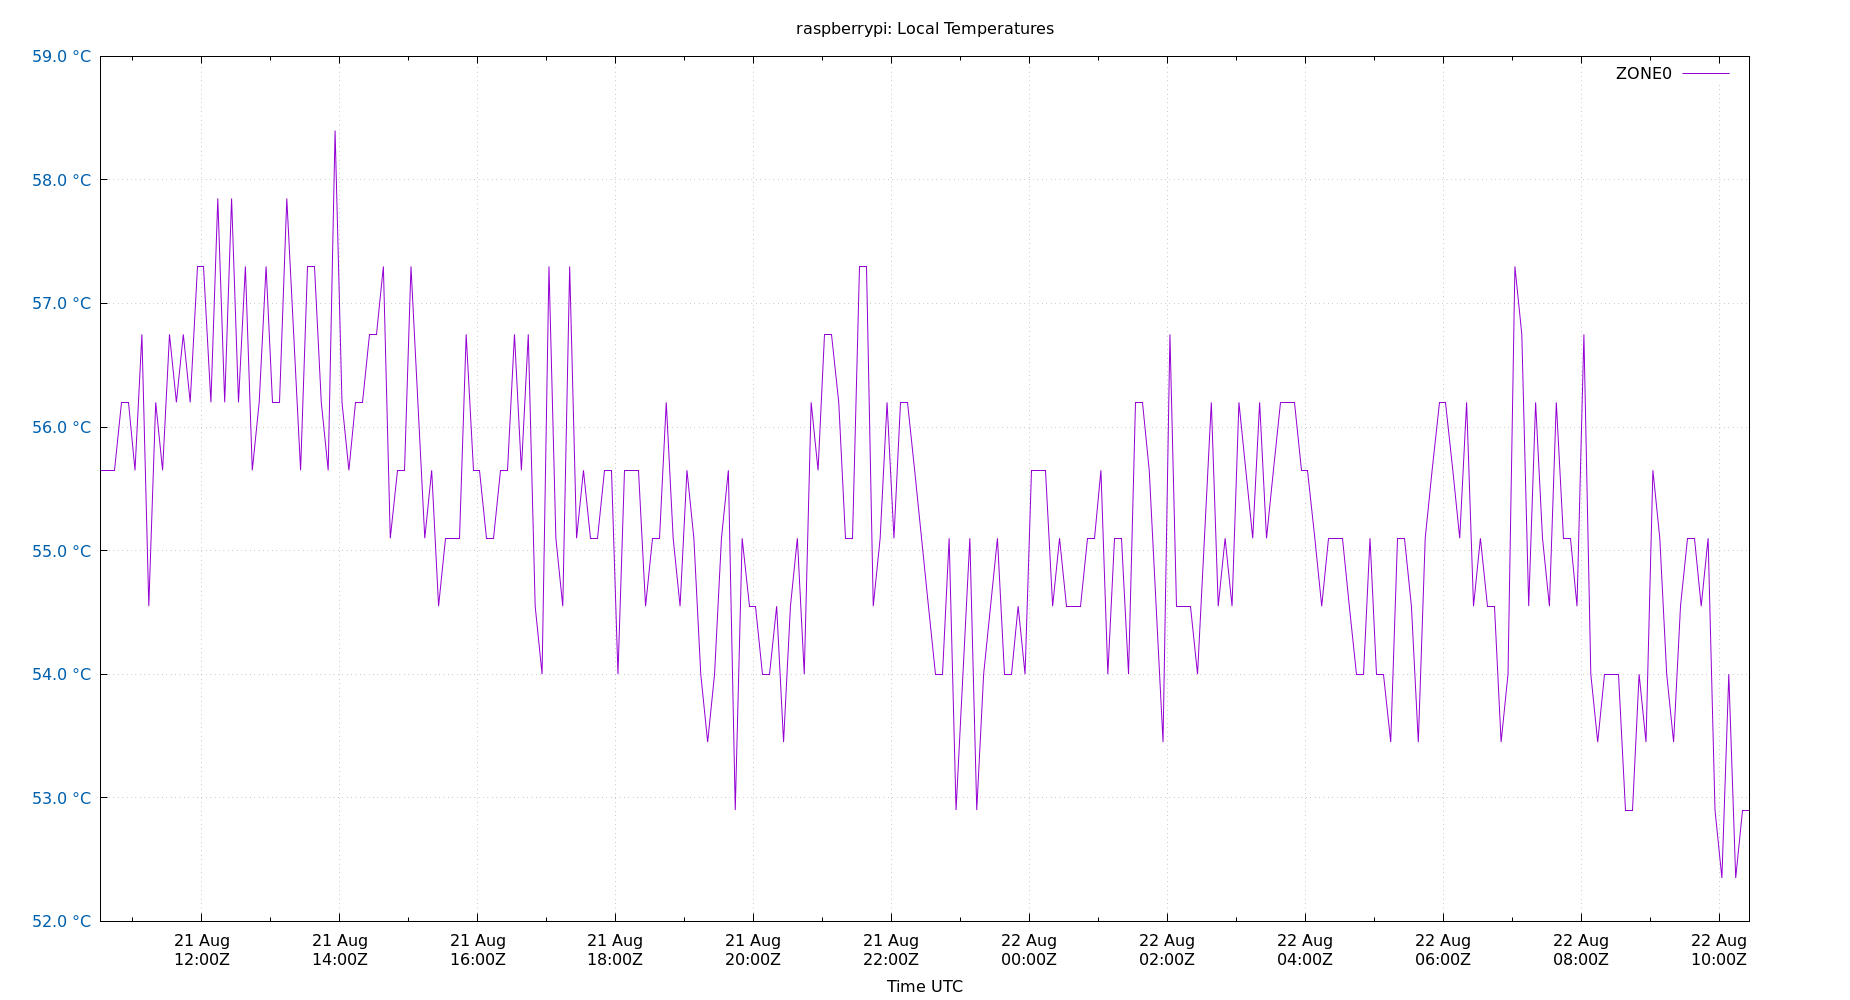 raspberrypi: Local Temperatures
59.0 °C
ZONE0
58.0 °C
57.0 °C
56.0 °C
55.0 °C
54.0 °C
53.0 °C
52.0 °C
21 Aug 21 Aug 21 Aug 21 Aug 21 Aug 21 Aug 22 Aug 22 Aug 22 Aug 22 Aug 22 Aug 22 Aug
12:00Z 14:00Z 16:00Z 18:00Z 20:00Z 22:00Z 00:00Z 02:00Z 04:00Z 06:00Z 08:00Z 10:00Z
Time UTC